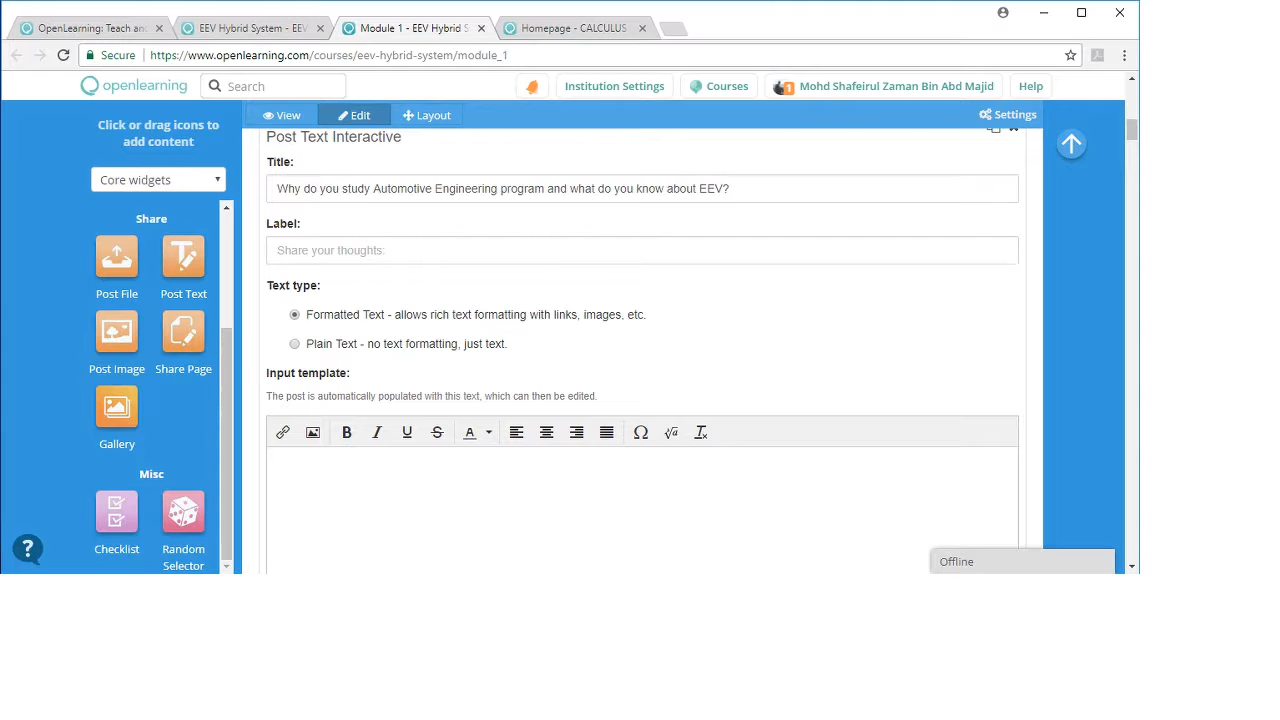 OpenLearning: Teach and
EEV Hybrid System - EEV
Module 1 - EEV Hybrid S
Homepage - CALCULUS
Secure
https://www.openlearning.com/courses/eev-hybrid-system/module_1
openlearning
Search
Institution Settings
Courses
1
Mohd Shafeirul Zaman Bin Abd Majid
Help
Click or drag icons to
add content
View
Edit
Layout
Settings
Core widgets
Post Text Interactive
Title:
Why do you study Automotive Engineering program and what do you know about EEV?
Label:
Share your thoughts:
Text type:
Formatted Text - allows rich text formatting with links, images, etc.
Plain Text - no text formatting, just text.
Input template:
The post is automatically populated with this text, which can then be edited.
B I U S A Ω √a Ix
Share
Post File
Post Text
Post Image
Share Page
Gallery
Misc
Checklist
Random
Selector
?
Offline